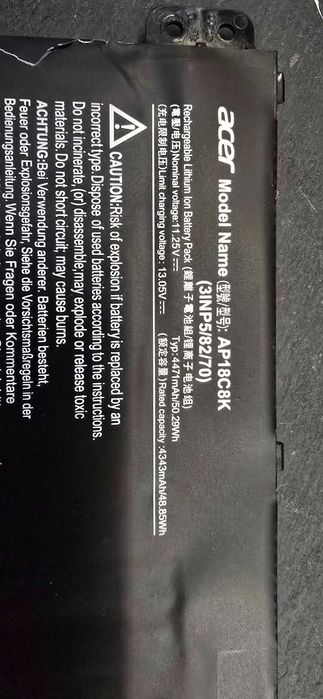 acer Model Name (型號/型号): AP18C8K
(3INP5/82/70)
Rechargeable Lithium Ion Battery Pack (鋰離子電池組/锂离子电池组)
(電壓/电压)Nominal voltage:11.25V⎓ Typ:4471mAh/50.29Wh
(充电限制电压)Limit charging voltage : 13.05V⎓ (額定容量)Rated capacity:4343mAh/48.85Wh
⚠CAUTION:Risk of explosion if battery is replaced by an
incorrect type.Dispose of used batteries according to the instructions.
Do not incinerate, (or) disassemble,may explode or release toxic
materials. Do not short circuit, may cause burns.
ACHTUNG:Bei Verwendung anderer, Batterien besteht,
Feuer oder Explosionsgefahr. Siehe die Vorsichtsmaßregeln in der
Bedienungsanleitung. Wenn Sie Fragen oder Kommentare